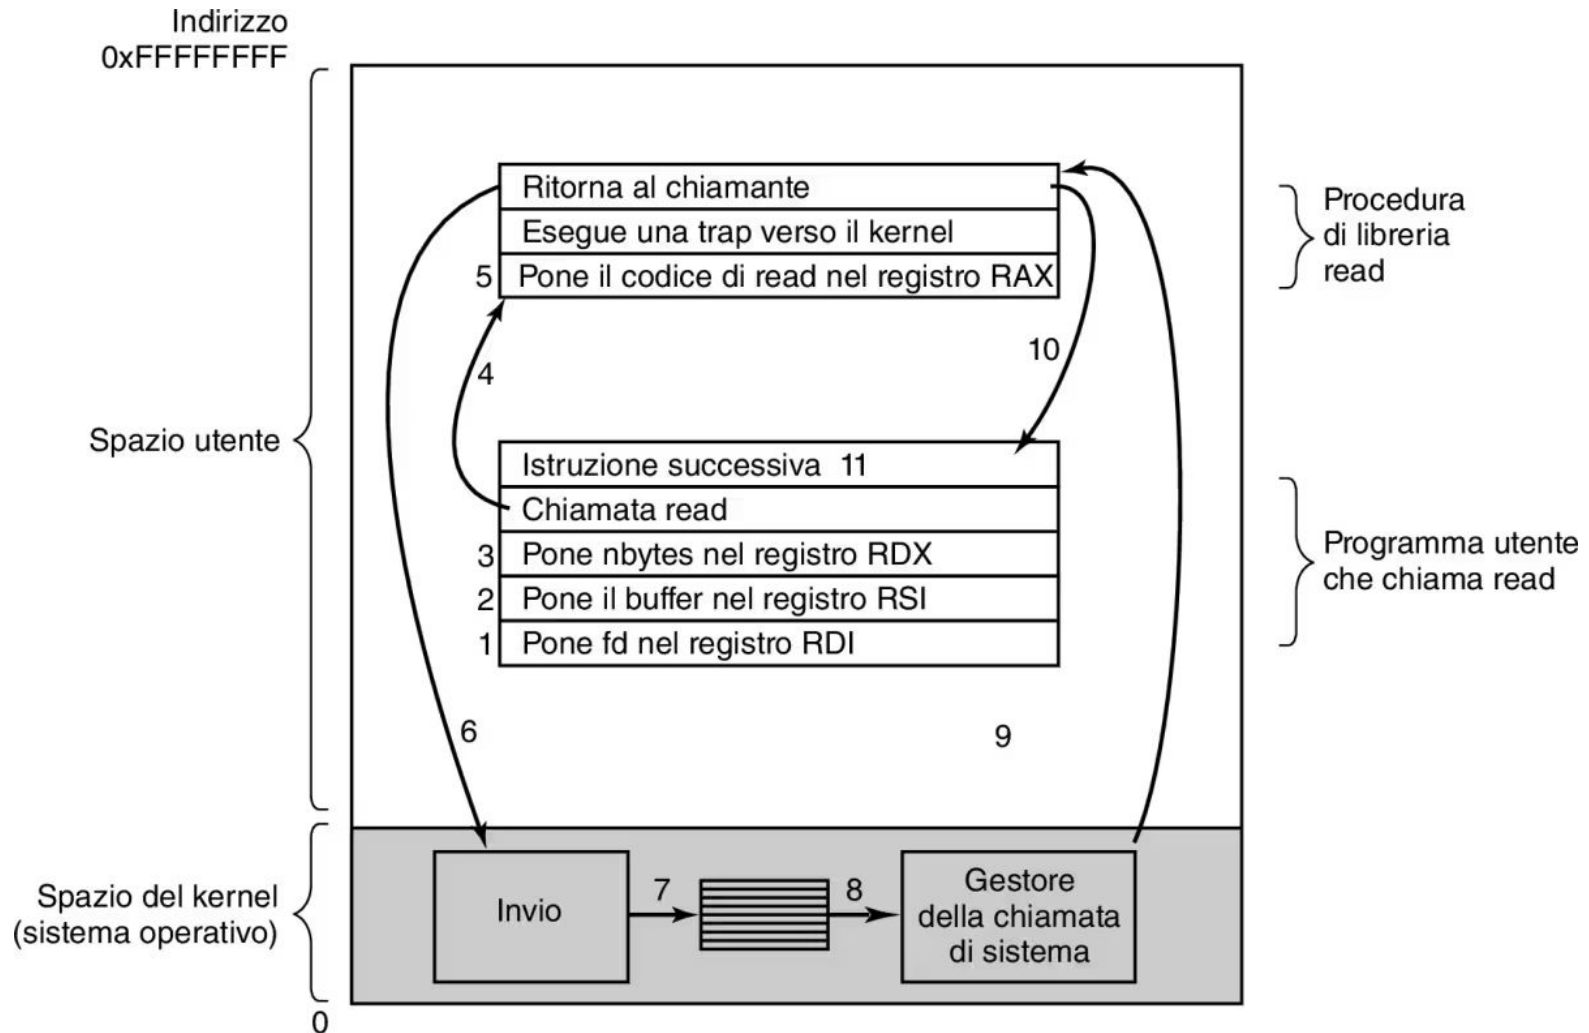 Indirizzo
0xFFFFFFFF
Ritorna al chiamante
Esegue una trap verso il kernel
5 Pone il codice di read nel registro RAX
Procedura
di libreria
read
4
10
Spazio utente
Istruzione successiva 11
Chiamata read
3 Pone nbytes nel registro RDX
2 Pone il buffer nel registro RSI
1 Pone fd nel registro RDI
Programma utente
che chiama read
6
9
Spazio del kernel
(sistema operativo)
Invio
7
8
Gestore
della chiamata
di sistema
0